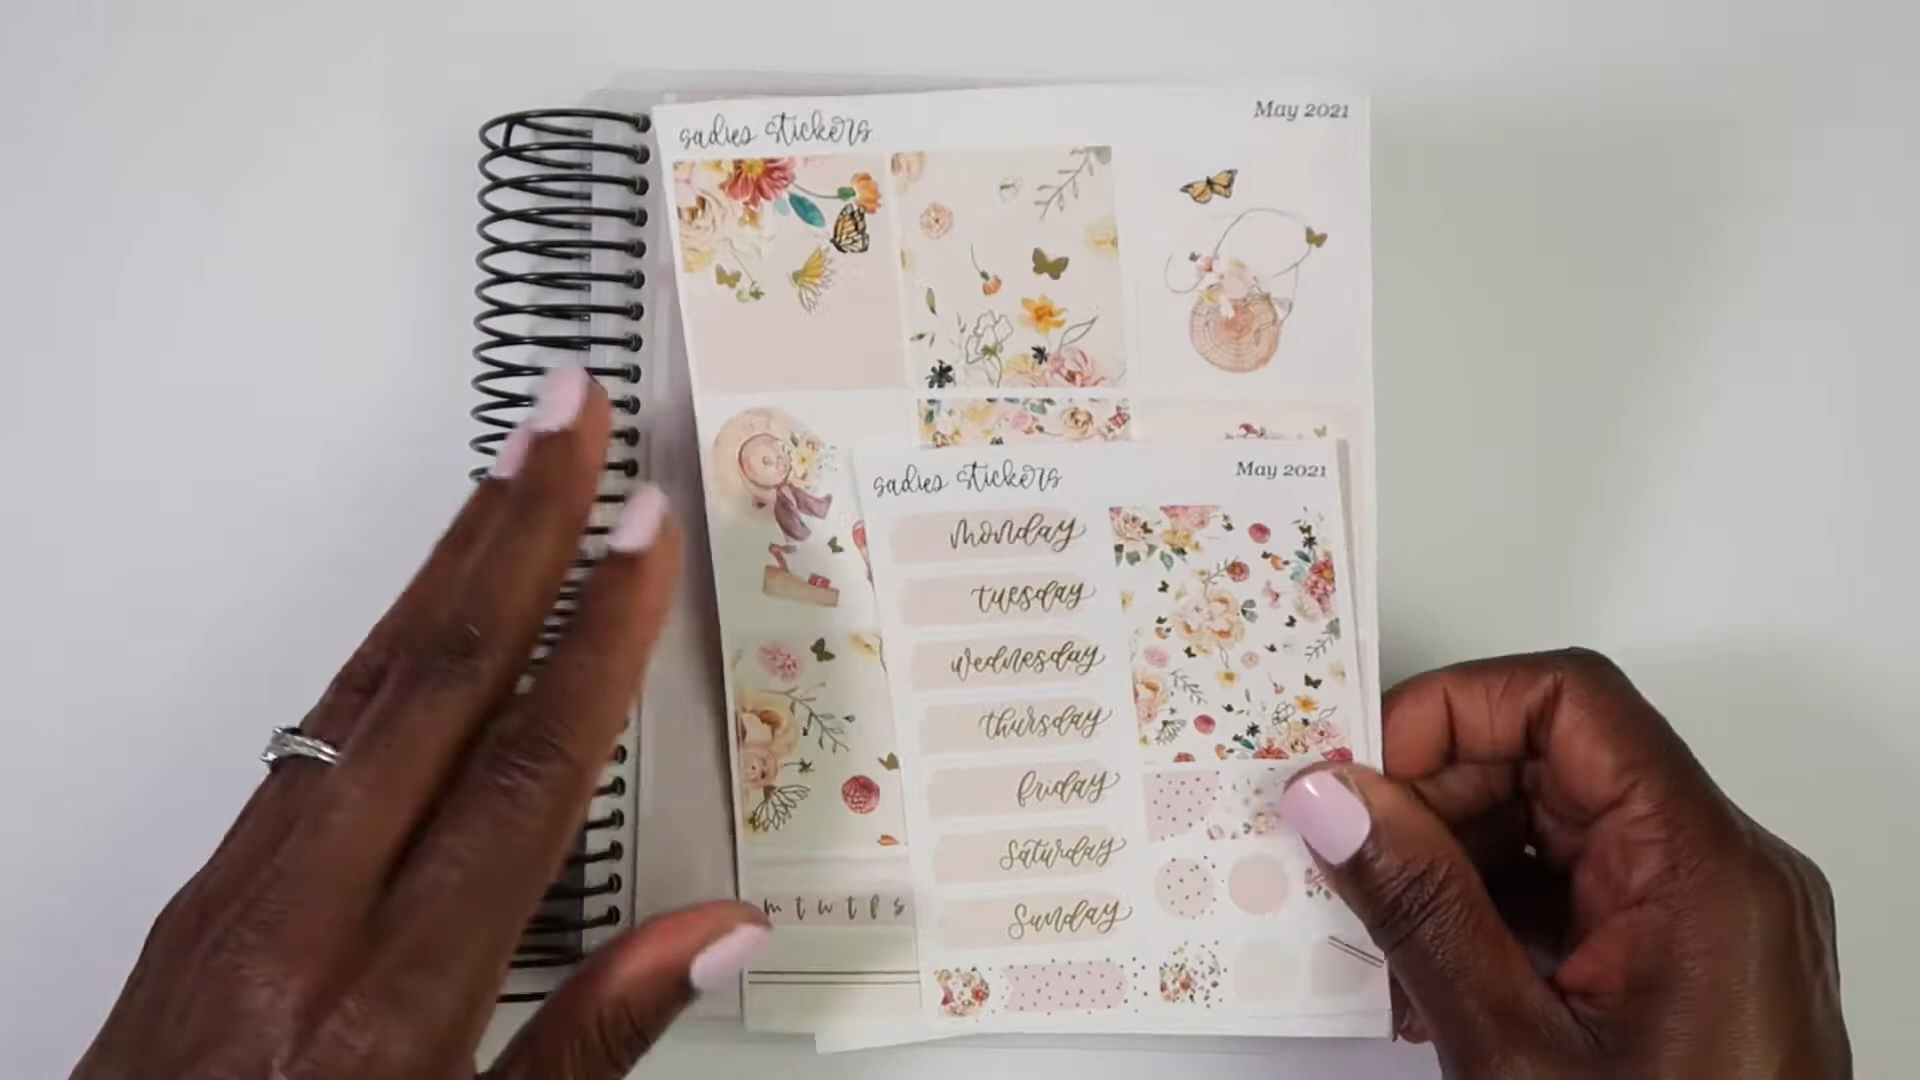 sadies stickers
May 2021
sadies stickers
May 2021
monday
tuesday
wednesday
thursday
friday
saturday
sunday
m t w t f s